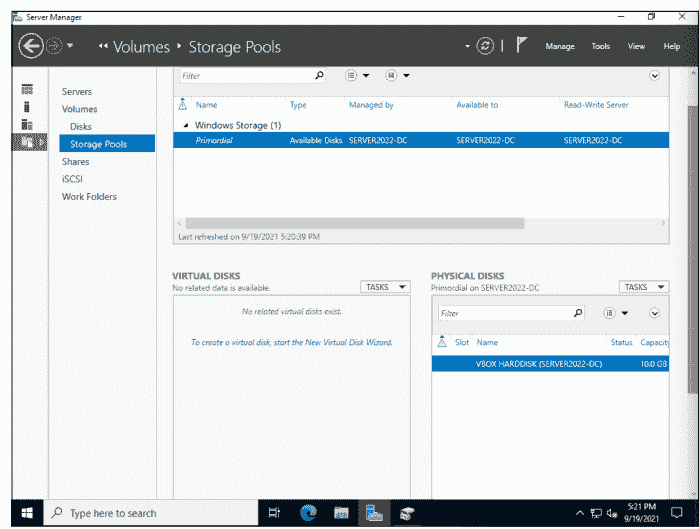 Server Manager
Volumes • Storage Pools
Manage Tools View Help
Servers
Volumes
Disks
Storage Pools
Shares
iSCSI
Work Folders
Filter
Name Type Managed by Available to Read-Write Server
Windows Storage (1)
Primordial Available Disks SERVER2022-DC SERVER2022-DC SERVER2022-DC
Last refreshed on 9/19/2021 5:20:39 PM
VIRTUAL DISKS
No related data is available.
TASKS
No related virtual disks exist.
To create a virtual disk, start the New Virtual Disk Wizard.
PHYSICAL DISKS
Primordial on SERVER2022-DC
TASKS
Filter
Slot Name Status Capacity
VBOX HARDDISK (SERVER2022-DC) 10.0 GB
Type here to search
5:21 PM
9/19/2021